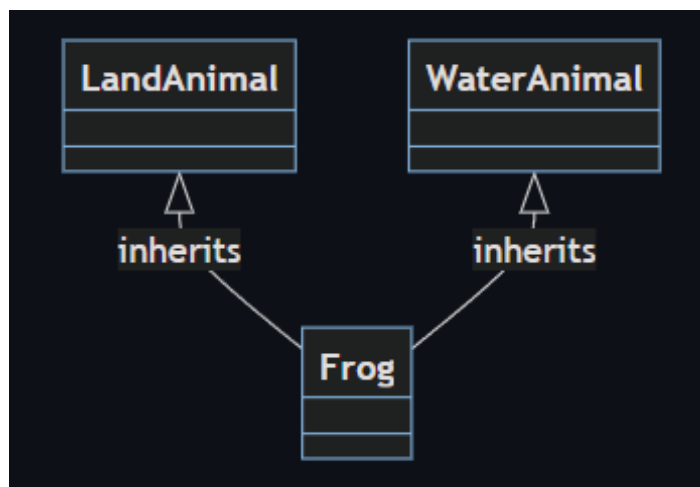 LandAnimal
WaterAnimal
inherits
inherits
Frog